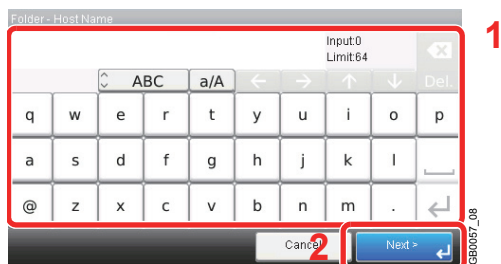 Folder - Host Name
1
Input:0
Limit:64
ABC a/A ← → ↑ ↓ Del.
q w e r t y u i o p
a s d f g h j k l
@ z x c v b n m .
Cancel 2 Next >
GB0057_08